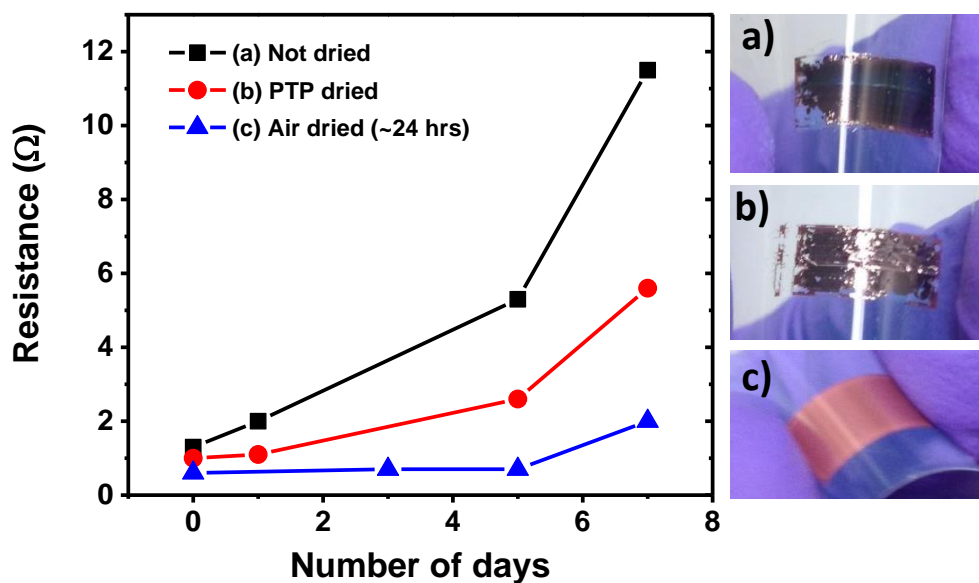 12
10
8
6
4
2
0
Resistance (Ω)
(a) Not dried
(b) PTP dried
(c) Air dried (~24 hrs)
0 2 4 6 8
Number of days
a)
b)
c)